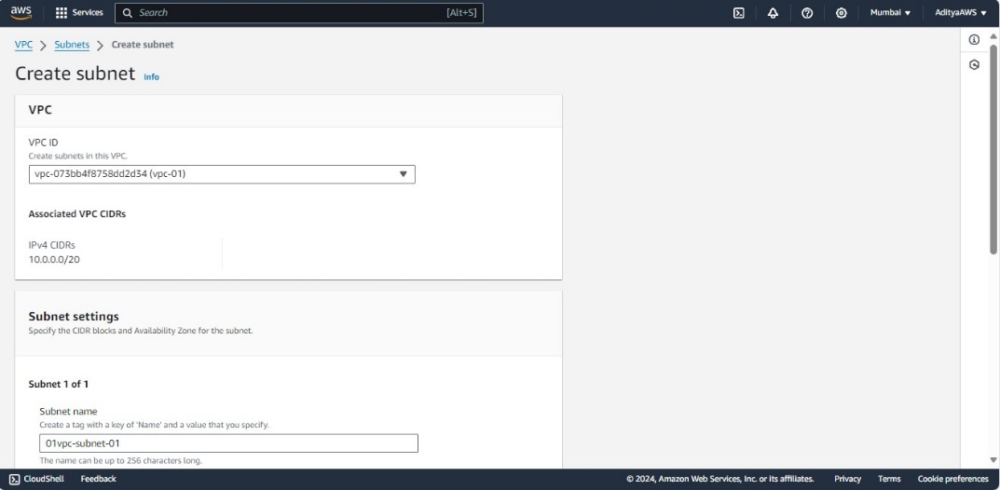 aws
Services
Search [Alt+S]
Mumbai
AdityaAWS
VPC > Subnets > Create subnet
Create subnet Info
VPC
VPC ID
Create subnets in this VPC.
vpc-073bb4f8758dd2d34 (vpc-01)
Associated VPC CIDRs
IPv4 CIDRs
10.0.0.0/20
Subnet settings
Specify the CIDR blocks and Availability Zone for the subnet.
Subnet 1 of 1
Subnet name
Create a tag with a key of 'Name' and a value that you specify.
01vpc-subnet-01
The name can be up to 256 characters long.
CloudShell Feedback © 2024, Amazon Web Services, Inc. or its affiliates. Privacy Terms Cookie preferences